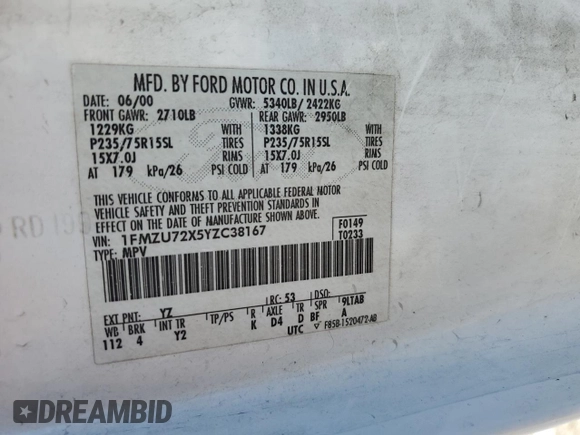 MFD. BY FORD MOTOR CO. IN U.S.A.
DATE: 06/00 GVWR: 5340LB/ 2422KG
FRONT GAWR: 2710LB REAR GAWR: 2950LB
1229KG WITH 1338KG WITH
P235/75R15SL TIRES P235/75R15SL TIRES
15X7.0J RIMS 15X7.0J RIMS
AT 179 kPa/26 PSI COLD AT 179 kPa/26 PSI COLD
THIS VEHICLE CONFORMS TO ALL APPLICABLE FEDERAL MOTOR
VEHICLE SAFETY AND THEFT PREVENTION STANDARDS IN
EFFECT ON THE DATE OF MANUFACTURE SHOWN ABOVE.
VIN: 1FMZU72X5YZC38167 F0149
TYPE: MPV T0233
EXT PNT: YZ RC: 53 DSO:
WB BRK INT TR TP/PS R AXLE TR SPR 9LTAB
112 4 Y2 K D4 D BF A
UTC F85B-1520472-AB
RD 199
DREAMBID